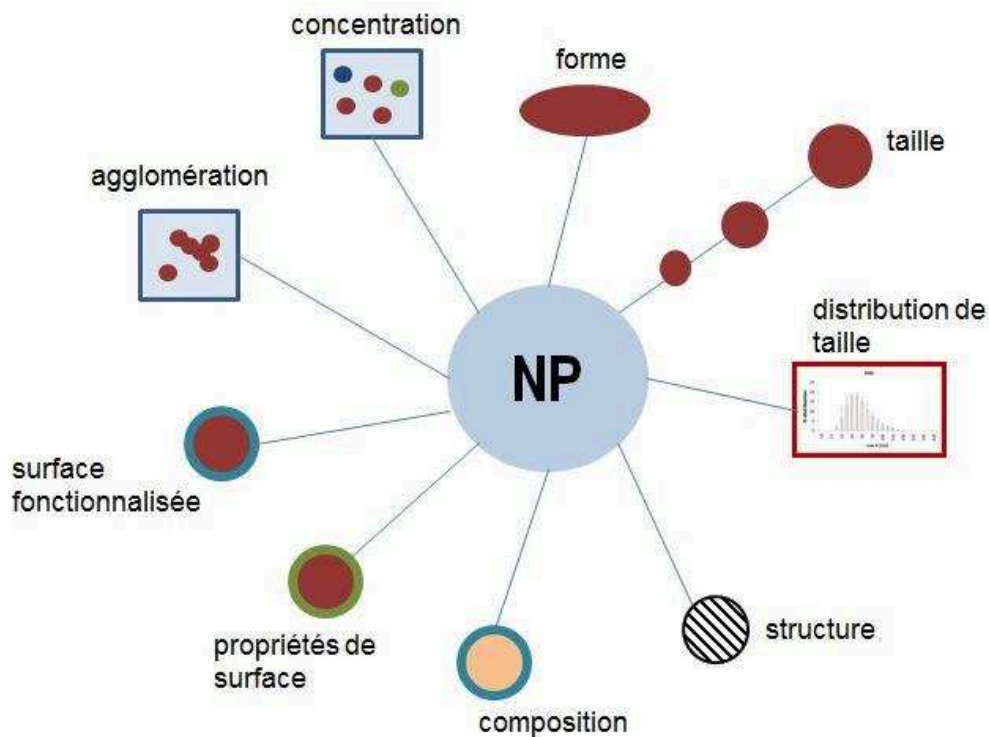 concentration
forme
taille
agglomération
NP
distribution de
taille
surface
fonctionnalisée
propriétés de
surface
composition
structure